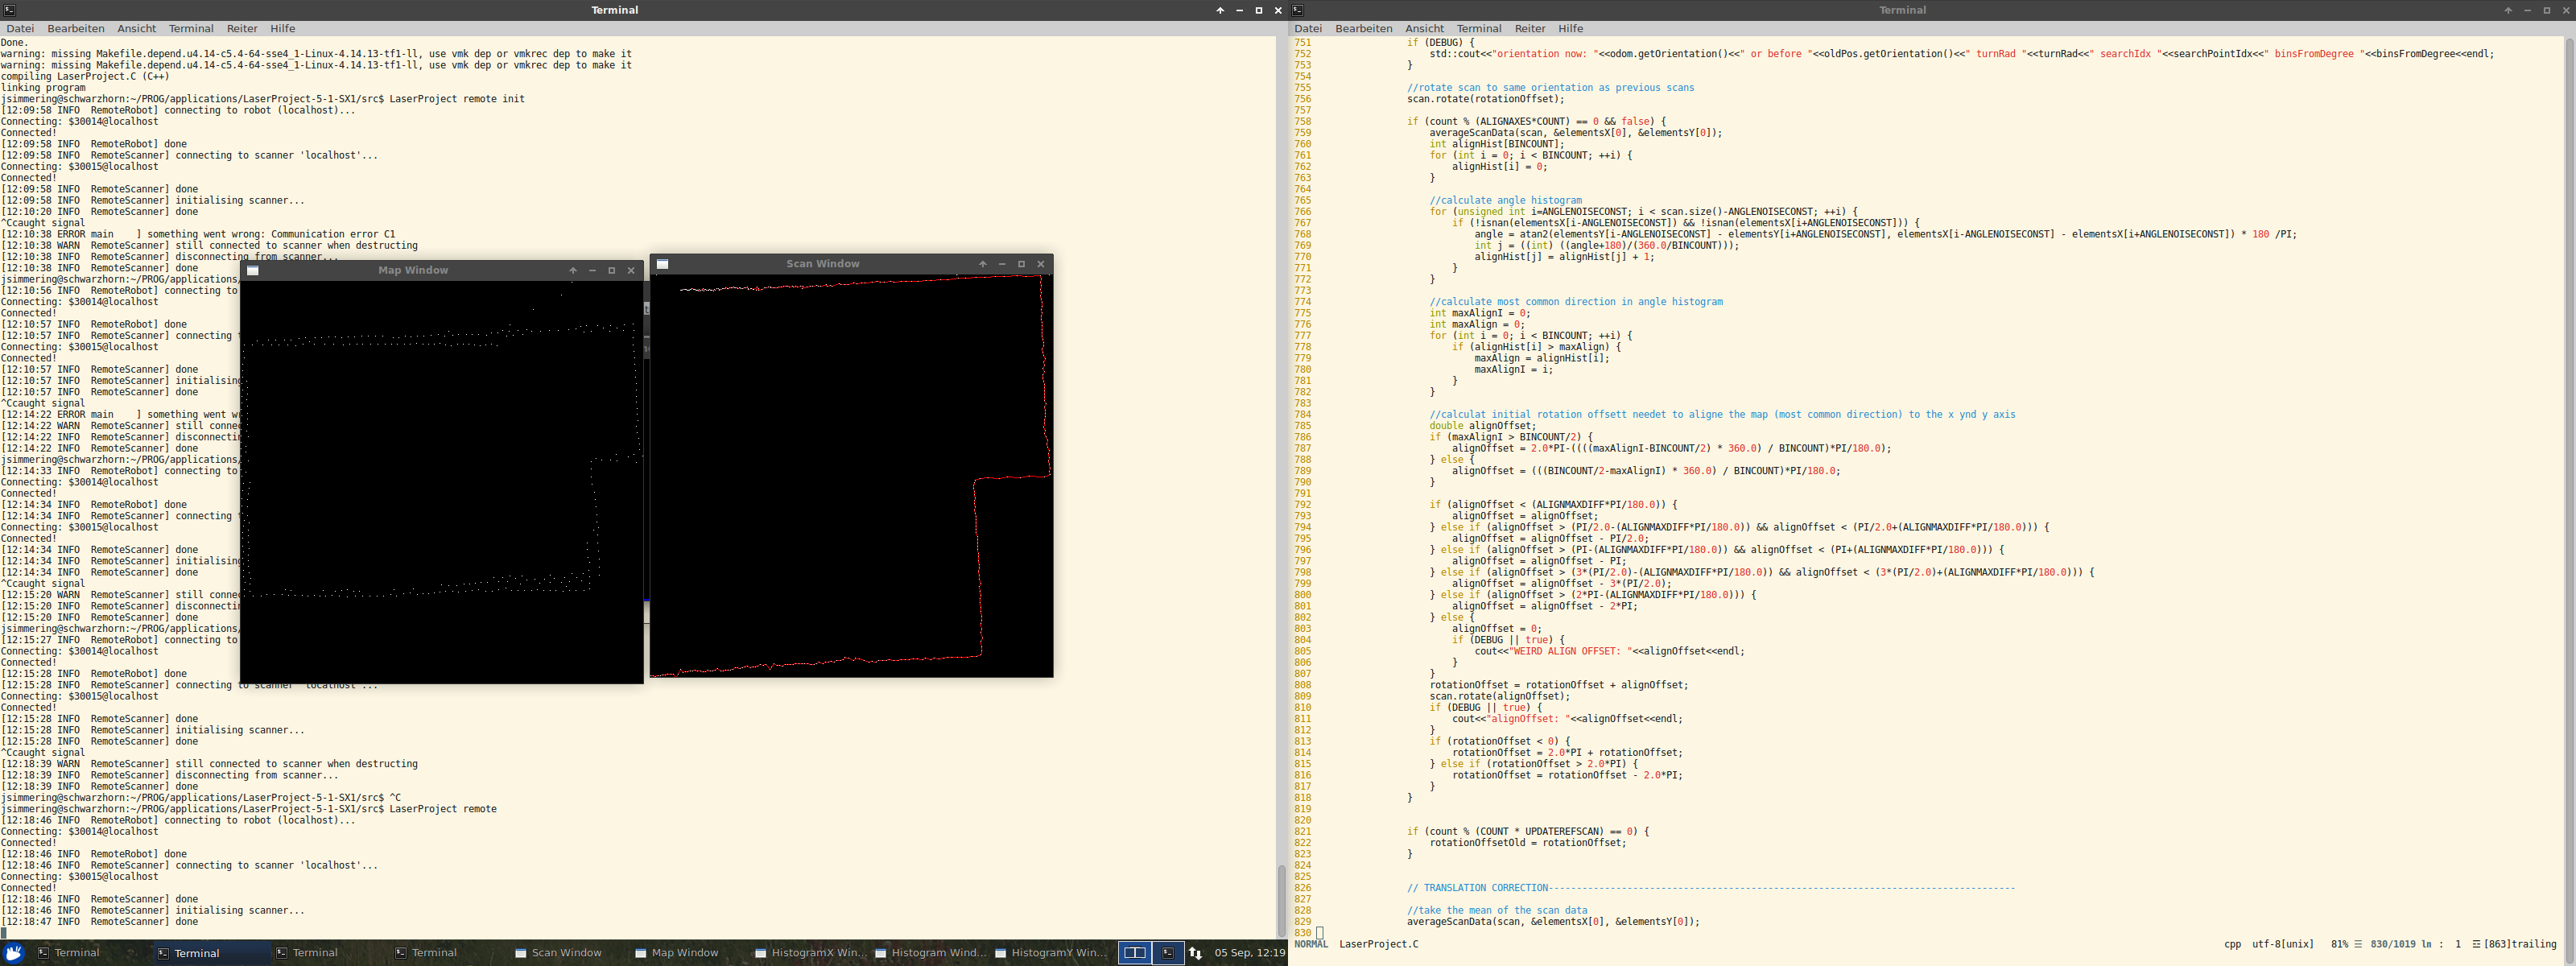 Terminal
Datei Bearbeiten Ansicht Terminal Reiter Hilfe
Done.
warning: missing Makefile.depend.u4.14-c5.4-64-sse4_1-Linux-4.14.13-tf1-ll, use vmk dep or vmkrec dep to make it
warning: missing Makefile.depend.u4.14-c5.4-64-sse4_1-Linux-4.14.13-tf1-ll, use vmk dep or vmkrec dep to make it
compiling LaserProject.C (C++)
linking program
jsimmering@schwarzhorn:~/PROG/applications/LaserProject-5-1-SX1/src$ LaserProject remote init
[12:09:58 INFO  RemoteRobot] connecting to robot (localhost)...
Connecting: $30014@localhost
Connected!
[12:09:58 INFO  RemoteRobot] done
[12:09:58 INFO  RemoteScanner] connecting to scanner 'localhost'...
Connecting: $30015@localhost
Connected!
[12:09:58 INFO  RemoteScanner] done
[12:09:58 INFO  RemoteScanner] initialising scanner...
[12:10:20 INFO  RemoteScanner] done
^Ccaught signal
[12:10:38 ERROR main    ] something went wrong: Communication error C1
[12:10:38 WARN  RemoteScanner] still connected to scanner when destructing
[12:10:38 INFO  RemoteScanner] disconnecting from scanner...
[12:10:38 INFO  RemoteScanner] done
jsimmering@schwarzhorn:~/PROG/applications/
[12:10:56 INFO  RemoteRobot] connecting to
Connecting: $30014@localhost
Connected!
[12:10:57 INFO  RemoteRobot] done
[12:10:57 INFO  RemoteScanner] connecting
Connecting: $30015@localhost
Connected!
[12:10:57 INFO  RemoteScanner] done
[12:10:57 INFO  RemoteScanner] initialising
[12:10:57 INFO  RemoteScanner] done
^Ccaught signal
[12:14:22 ERROR main    ] something went w
[12:14:22 WARN  RemoteScanner] still conne
[12:14:22 INFO  RemoteScanner] disconnectin
[12:14:22 INFO  RemoteScanner] done
jsimmering@schwarzhorn:~/PROG/applications/
[12:14:33 INFO  RemoteRobot] connecting to
Connecting: $30014@localhost
Connected!
[12:14:34 INFO  RemoteRobot] done
[12:14:34 INFO  RemoteScanner] connecting
Connecting: $30015@localhost
Connected!
[12:14:34 INFO  RemoteScanner] done
[12:14:34 INFO  RemoteScanner] initialising
[12:14:34 INFO  RemoteScanner] done
^Ccaught signal
[12:15:20 WARN  RemoteScanner] still conne
[12:15:20 INFO  RemoteScanner] disconnectin
[12:15:20 INFO  RemoteScanner] done
jsimmering@schwarzhorn:~/PROG/applications/
[12:15:27 INFO  RemoteRobot] connecting to
Connecting: $30014@localhost
Connected!
[12:15:28 INFO  RemoteRobot] done
[12:15:28 INFO  RemoteScanner] connecting to scanner 'localhost'...
Connecting: $30015@localhost
Connected!
[12:15:28 INFO  RemoteScanner] done
[12:15:28 INFO  RemoteScanner] initialising scanner...
[12:15:28 INFO  RemoteScanner] done
^Ccaught signal
[12:18:39 WARN  RemoteScanner] still connected to scanner when destructing
[12:18:39 INFO  RemoteScanner] disconnecting from scanner...
[12:18:39 INFO  RemoteScanner] done
jsimmering@schwarzhorn:~/PROG/applications/LaserProject-5-1-SX1/src$ ^C
jsimmering@schwarzhorn:~/PROG/applications/LaserProject-5-1-SX1/src$ LaserProject remote
[12:18:46 INFO  RemoteRobot] connecting to robot (localhost)...
Connecting: $30014@localhost
Connected!
[12:18:46 INFO  RemoteRobot] done
[12:18:46 INFO  RemoteScanner] connecting to scanner 'localhost'...
Connecting: $30015@localhost
Connected!
[12:18:46 INFO  RemoteScanner] done
[12:18:46 INFO  RemoteScanner] initialising scanner...
[12:18:47 INFO  RemoteScanner] done
Map Window
Scan Window
Terminal
Terminal
Terminal
Terminal
Scan Window
Map Window
HistogramX Win...
Histogram Wind...
HistogramY Win...
05 Sep, 12:19
Terminal
Datei Bearbeiten Ansicht Terminal Reiter Hilfe
751 if (DEBUG) {
752 std::cout<<"orientation now: "<<odom.getOrientation()<<" or before "<<oldPos.getOrientation()<<" turnRad "<<turnRad<<" searchIdx "<<searchPointIdx<<" binsFromDegree "<<binsFromDegree<<endl;
753 }
754
755 //rotate scan to same orientation as previous scans
756 scan.rotate(rotationOffset);
757
758 if (count % (ALIGNAXES*COUNT) == 0 && false) {
759 averageScanData(scan, &elementsX[0], &elementsY[0]);
760 int alignHist[BINCOUNT];
761 for (int i = 0; i < BINCOUNT; ++i) {
762 alignHist[i] = 0;
763 }
764
765 //calculate angle histogram
766 for (unsigned int i=ANGLENOISECONST; i < scan.size()-ANGLENOISECONST; ++i) {
767 if (!isnan(elementsX[i-ANGLENOISECONST]) && !isnan(elementsX[i+ANGLENOISECONST])) {
768 angle = atan2(elementsY[i-ANGLENOISECONST] - elementsY[i+ANGLENOISECONST], elementsX[i-ANGLENOISECONST] - elementsX[i+ANGLENOISECONST]) * 180 /PI;
769 int j = ((int) ((angle+180)/(360.0/BINCOUNT)));
770 alignHist[j] = alignHist[j] + 1;
771 }
772 }
773
774 //calculate most common direction in angle histogram
775 int maxAlignI = 0;
776 int maxAlign = 0;
777 for (int i = 0; i < BINCOUNT; ++i) {
778 if (alignHist[i] > maxAlign) {
779 maxAlign = alignHist[i];
780 maxAlignI = i;
781 }
782 }
783
784 //calculat initial rotation offsett needet to aligne the map (most common direction) to the x ynd y axis
785 double alignOffset;
786 if (maxAlignI > BINCOUNT/2) {
787 alignOffset = 2.0*PI-((((maxAlignI-BINCOUNT/2) * 360.0) / BINCOUNT)*PI/180.0);
788 } else {
789 alignOffset = (((BINCOUNT/2-maxAlignI) * 360.0) / BINCOUNT)*PI/180.0;
790 }
791
792 if (alignOffset < (ALIGNMAXDIFF*PI/180.0)) {
793 alignOffset = alignOffset;
794 } else if (alignOffset > (PI/2.0-(ALIGNMAXDIFF*PI/180.0)) && alignOffset < (PI/2.0+(ALIGNMAXDIFF*PI/180.0))) {
795 alignOffset = alignOffset - PI/2.0;
796 } else if (alignOffset > (PI-(ALIGNMAXDIFF*PI/180.0)) && alignOffset < (PI+(ALIGNMAXDIFF*PI/180.0))) {
797 alignOffset = alignOffset - PI;
798 } else if (alignOffset > (3*(PI/2.0)-(ALIGNMAXDIFF*PI/180.0)) && alignOffset < (3*(PI/2.0)+(ALIGNMAXDIFF*PI/180.0))) {
799 alignOffset = alignOffset - 3*(PI/2.0);
800 } else if (alignOffset > (2*PI-(ALIGNMAXDIFF*PI/180.0))) {
801 alignOffset = alignOffset - 2*PI;
802 } else {
803 alignOffset = 0;
804 if (DEBUG || true) {
805 cout<<"WEIRD ALIGN OFFSET: "<<alignOffset<<endl;
806 }
807 }
808 rotationOffset = rotationOffset + alignOffset;
809 scan.rotate(alignOffset);
810 if (DEBUG || true) {
811 cout<<"alignOffset: "<<alignOffset<<endl;
812 }
813 if (rotationOffset < 0) {
814 rotationOffset = 2.0*PI + rotationOffset;
815 } else if (rotationOffset > 2.0*PI) {
816 rotationOffset = rotationOffset - 2.0*PI;
817 }
818 }
819
820
821 if (count % (COUNT * UPDATEREFSCAN) == 0) {
822 rotationOffsetOld = rotationOffset;
823 }
824
825
826 // TRANSLATION CORRECTION-----------------------------------------------------------------------------------
827
828 //take the mean of the scan data
829 averageScanData(scan, &elementsX[0], &elementsY[0]);
830
NORMAL LaserProject.C cpp utf-8[unix] 81% ☰ 830/1019 ln : 1 Ξ [863]trailing